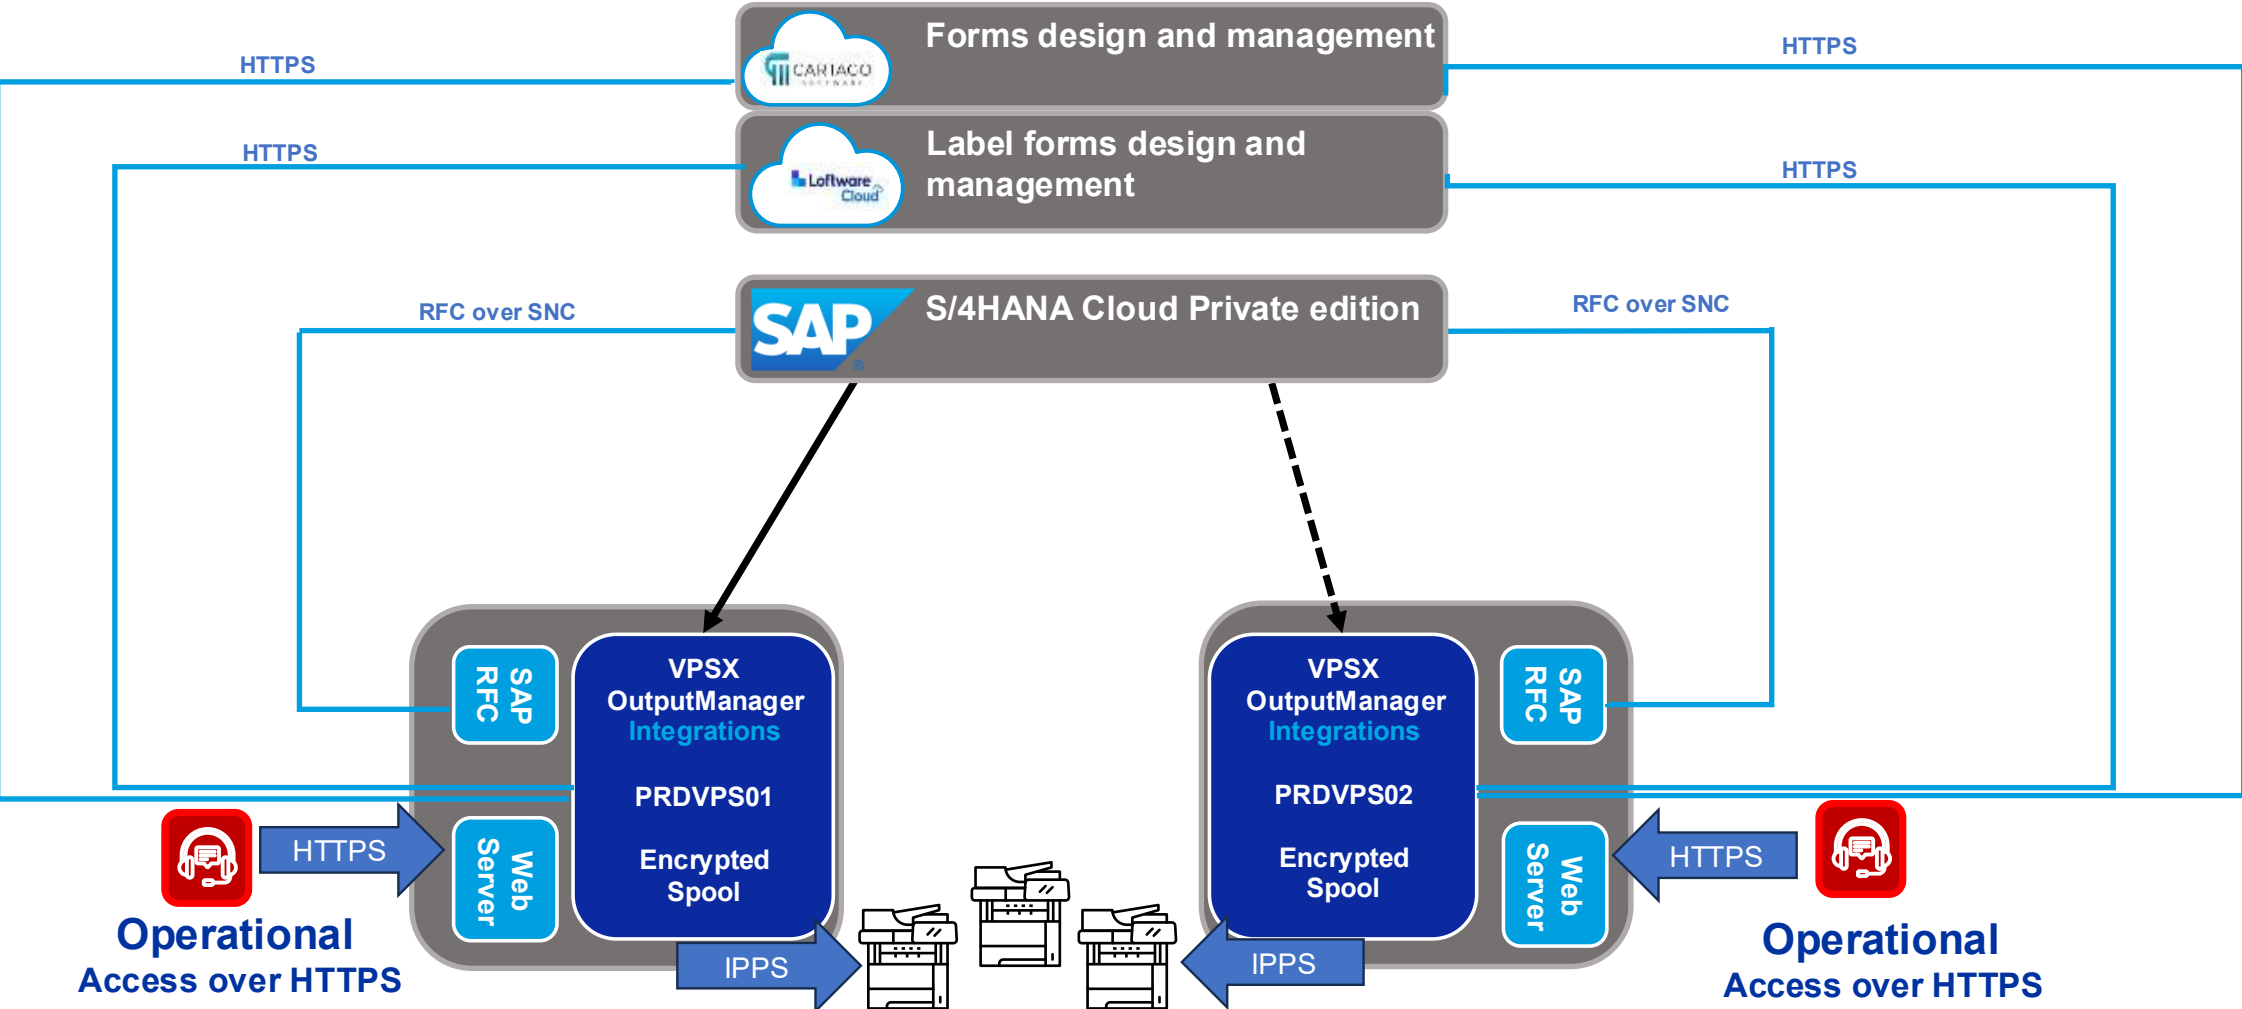 Forms design and management
HTTPS
HTTPS
CARTAGO
SOFTWARE
Label forms design and
management
HTTPS
HTTPS
Loftware
Cloud
S/4HANA Cloud Private edition
SAP
®
RFC over SNC
RFC over SNC
VPSX
OutputManager
Integrations
PRDVPS01
Encrypted
Spool
SAP
RFC
Web
Server
HTTPS
Operational
Access over HTTPS
IPPS
VPSX
OutputManager
Integrations
PRDVPS02
Encrypted
Spool
SAP
RFC
Web
Server
HTTPS
Operational
Access over HTTPS
IPPS